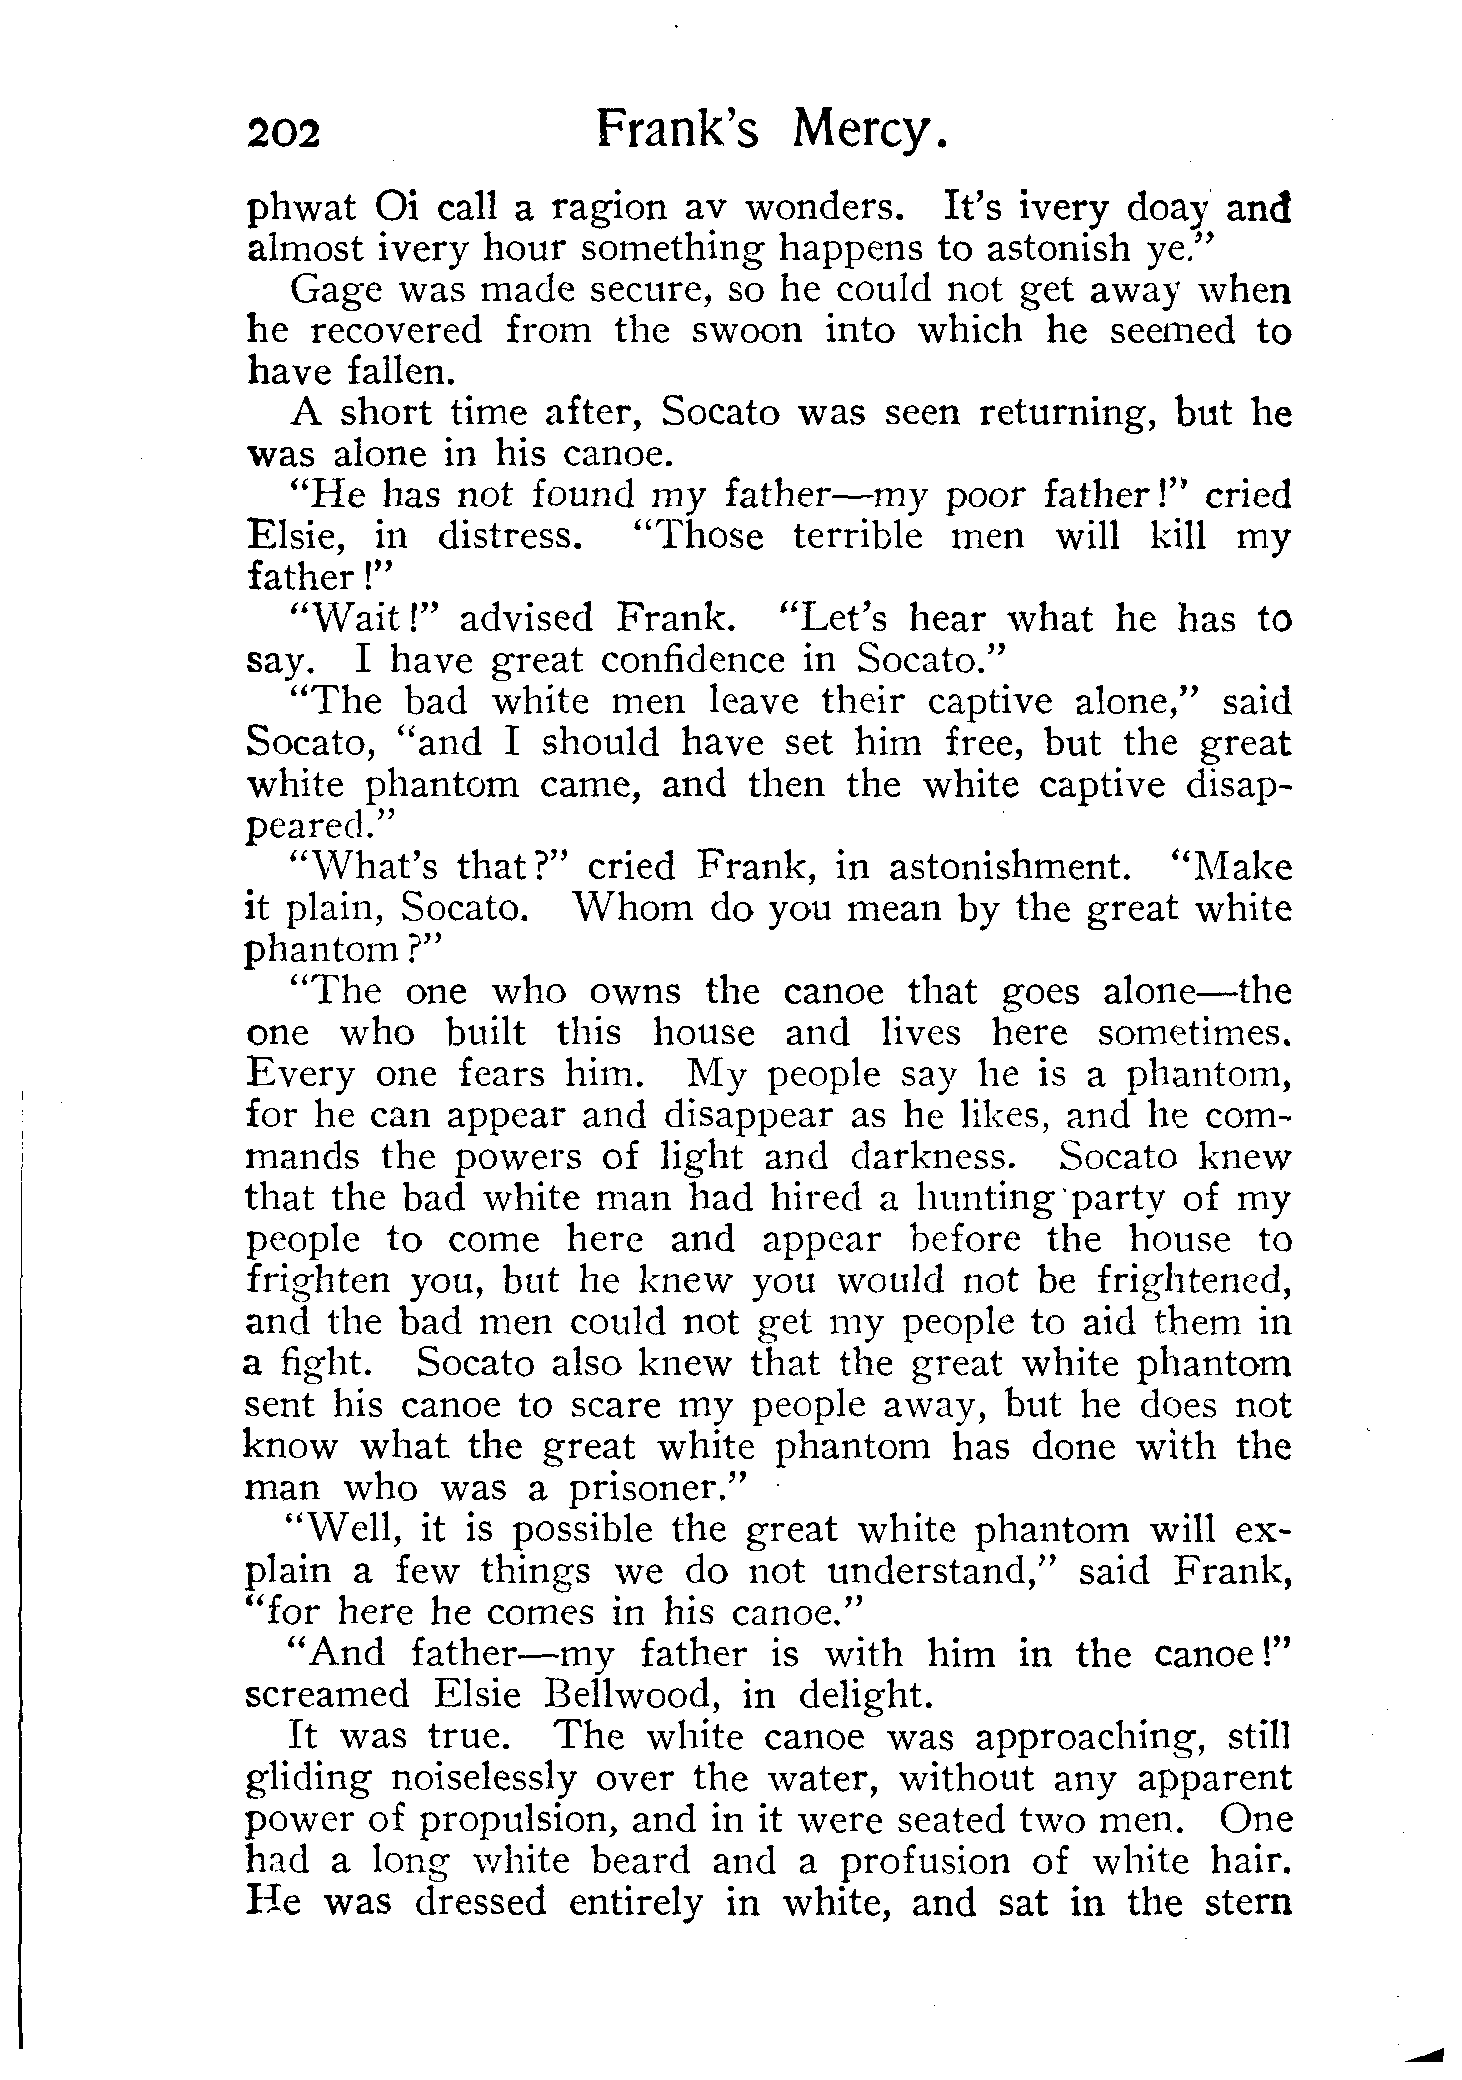 202 Frank's Mercy.
phwat Oi call a ragion av wonders. It's ivery doay and
almost ivery hour something happens to astonish ye."
Gage was made secure, so he could not get away when
he recovered from the swoon into which he seemed to
have fallen.
A short time after, Socato was seen returning, but he
was alone in his canoe.
"He has not found my father—my poor father!" cried
Elsie, in distress. "Those terrible men will kill my
father!"
"Wait!" advised Frank. "Let's hear what he has to
say. I have great confidence in Socato."
"The bad white men leave their captive alone," said
Socato, "and I should have set him free, but the great
white phantom came, and then the white captive disap-
peared."
"What's that?" cried Frank, in astonishment. "Make
it plain, Socato. Whom do you mean by the great white
phantom?"
"The one who owns the canoe that goes alone—the
one who built this house and lives here sometimes.
Every one fears him. My people say he is a phantom,
for he can appear and disappear as he likes, and he com-
mands the powers of light and darkness. Socato knew
that the bad white man had hired a hunting party of my
people to come here and appear before the house to
frighten you, but he knew you would not be frightened,
and the bad men could not get my people to aid them in
a fight. Socato also knew that the great white phantom
sent his canoe to scare my people away, but he does not
know what the great white phantom has done with the
man who was a prisoner."
"Well, it is possible the great white phantom will ex-
plain a few things we do not understand," said Frank,
"for here he comes in his canoe."
"And father—my father is with him in the canoe!"
screamed Elsie Bellwood, in delight.
It was true. The white canoe was approaching, still
gliding noiselessly over the water, without any apparent
power of propulsion, and in it were seated two men. One
had a long white beard and a profusion of white hair.
He was dressed entirely in white, and sat in the stern